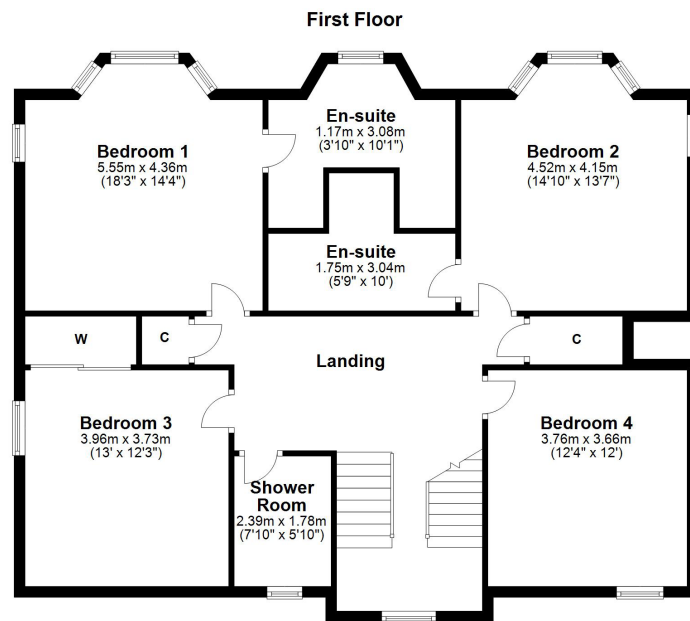 First Floor
En-suite
1.17m x 3.08m
(3'10" x 10'1")
Bedroom 1
5.55m x 4.36m
(18'3" x 14'4")
Bedroom 2
4.52m x 4.15m
(14'10" x 13'7")
En-suite
1.75m x 3.04m
(5'9" x 10')
W
C
Landing
C
Bedroom 3
3.96m x 3.73m
(13' x 12'3")
Bedroom 4
3.76m x 3.66m
(12'4" x 12')
Shower
Room
2.39m x 1.78m
(7'10" x 5'10")